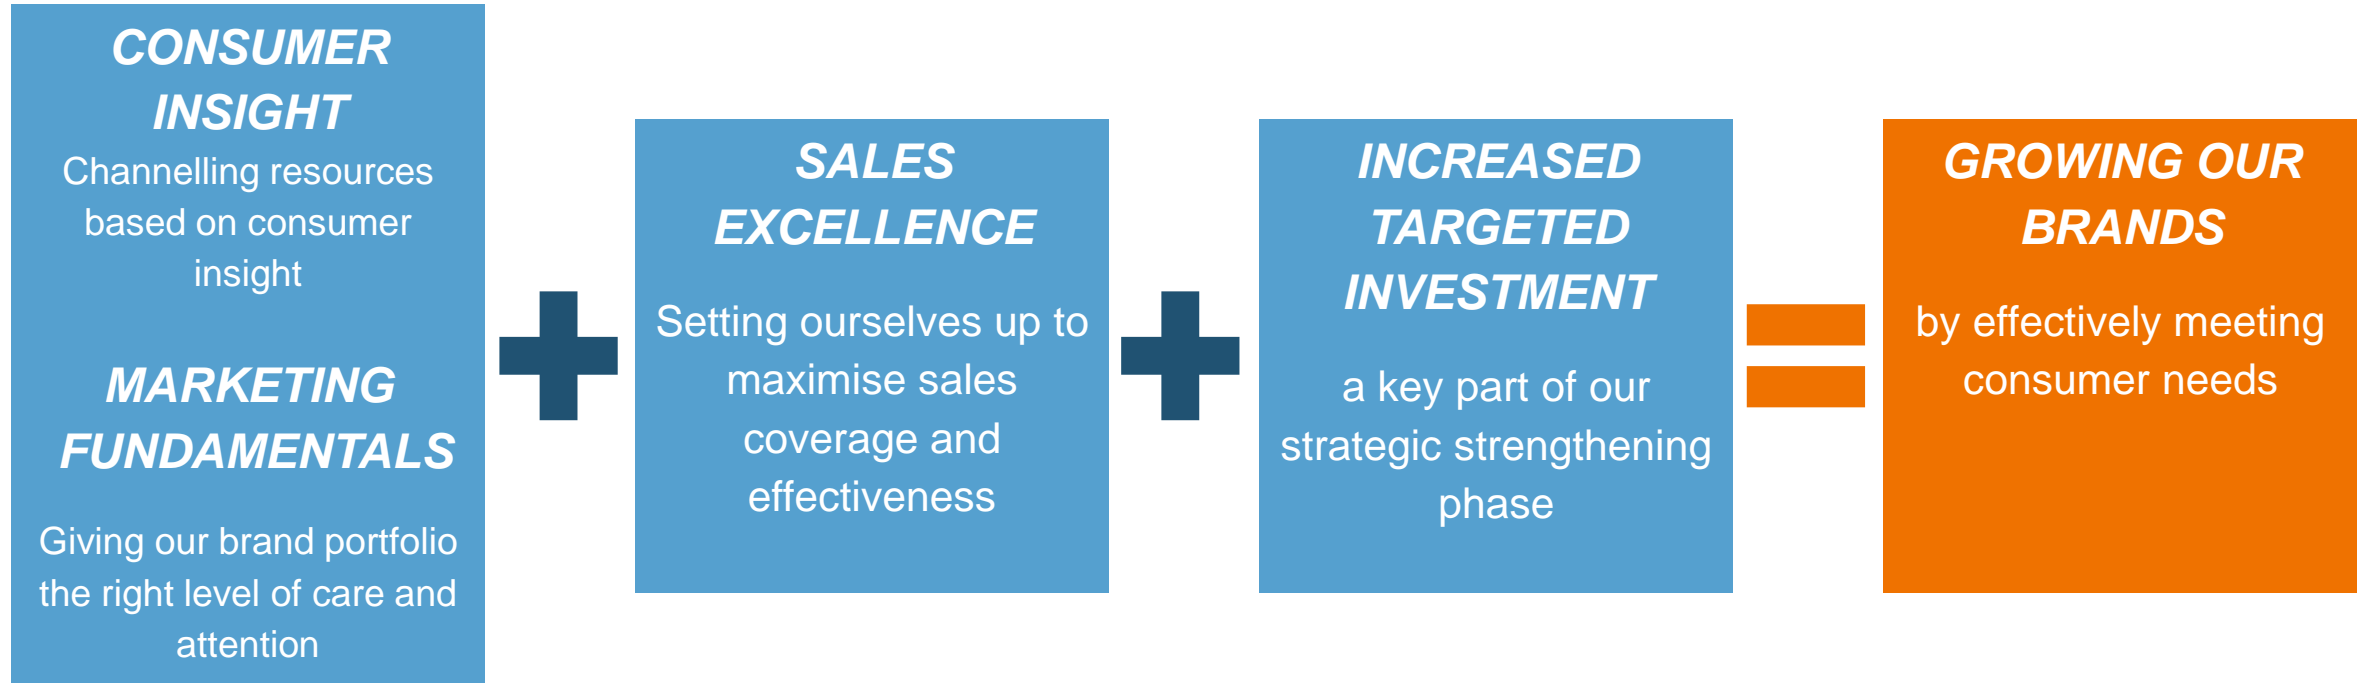 CONSUMER
INSIGHT
Channelling resources
based on consumer
insight
MARKETING
FUNDAMENTALS
Giving our brand portfolio
the right level of care and
attention
SALES
EXCELLENCE
Setting ourselves up to
maximise sales
coverage and
effectiveness
INCREASED
TARGETED
INVESTMENT
a key part of our
strategic strengthening
phase
GROWING OUR
BRANDS
by effectively meeting
consumer needs